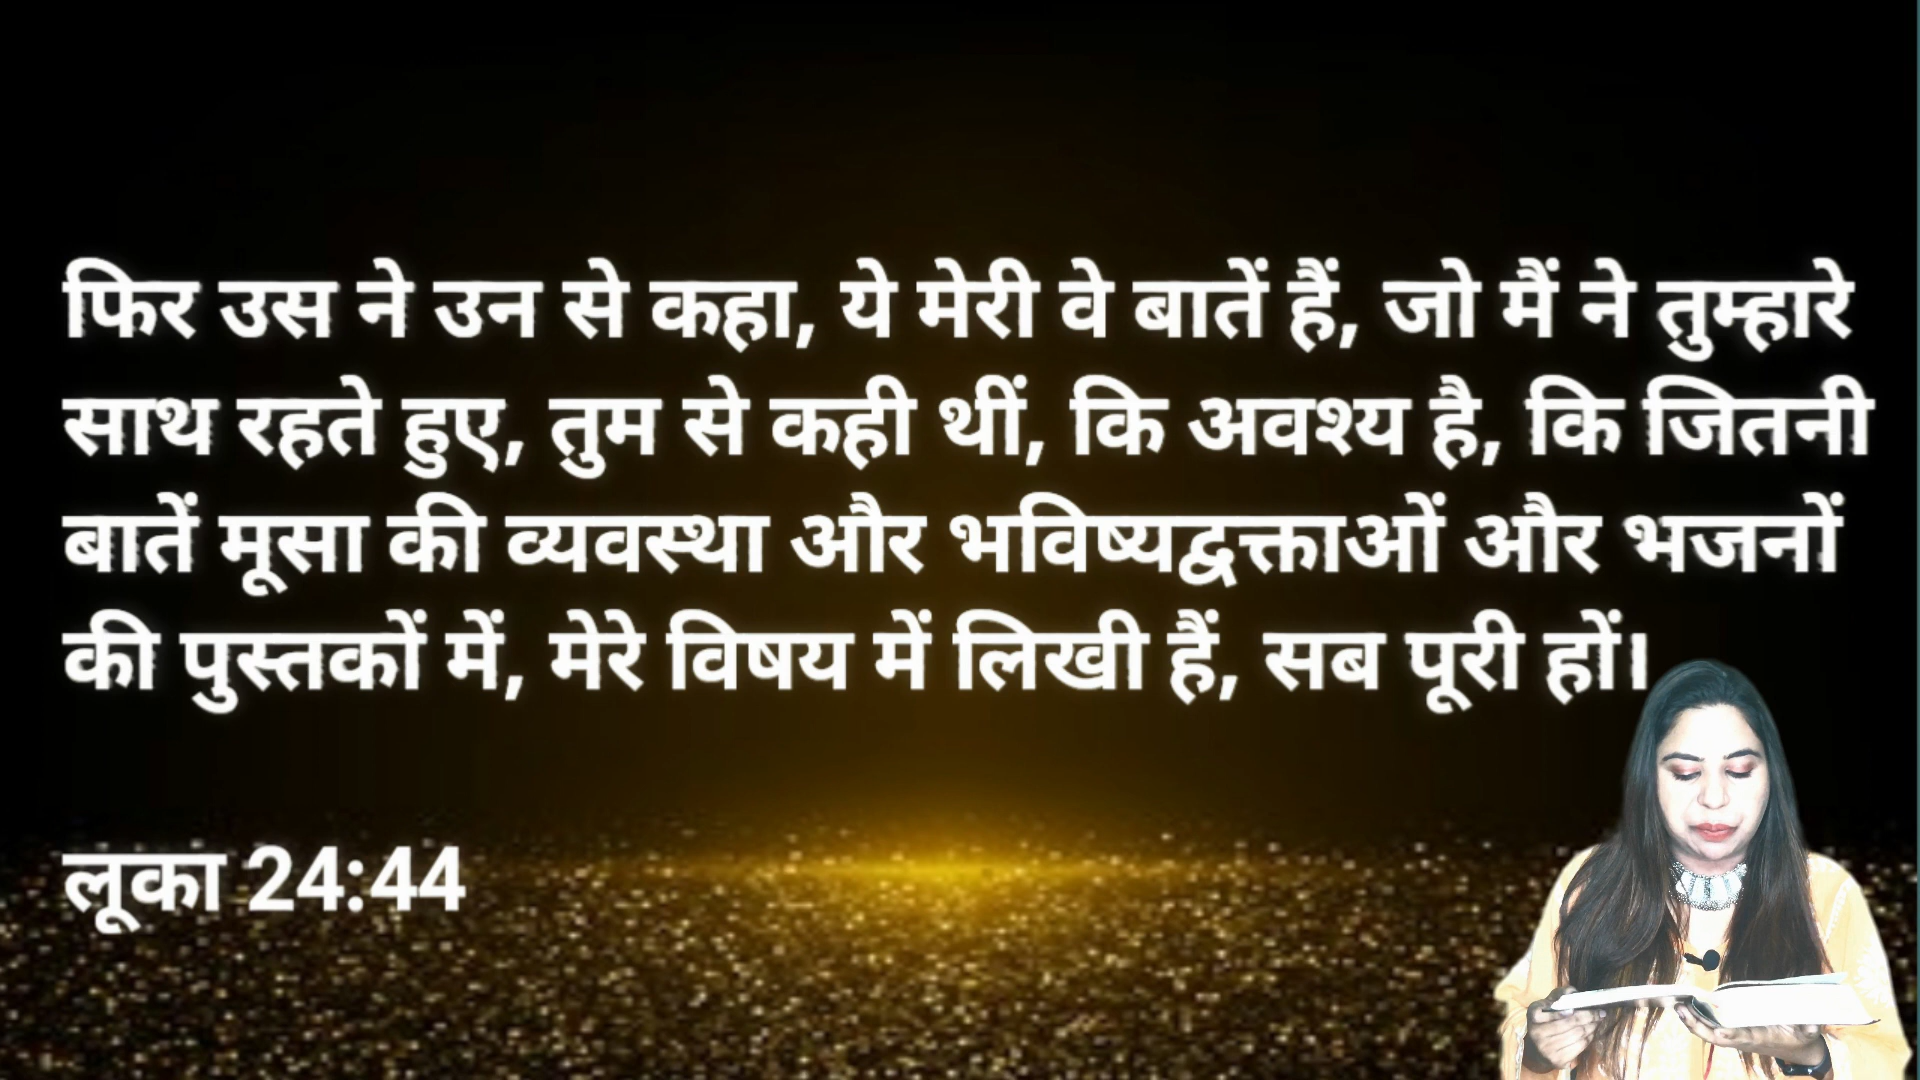 फिर उस ने उन से कहा, ये मेरी वे बातें हैं, जो मैं ने तुम्हारे
साथ रहते हुए, तुम से कही थीं, कि अवश्य है, कि जितनी
बातें मूसा की व्यवस्था और भविष्यद्वक्ताओं और भजनों
की पुस्तकों में, मेरे विषय में लिखी हैं, सब पूरी हों।
लूका 24:44